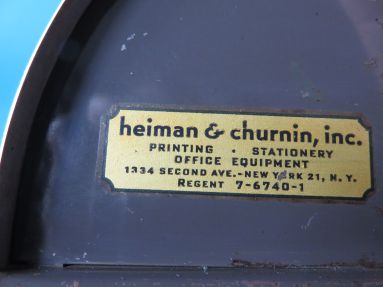 heiman & churnin, inc.
PRINTING · STATIONERY
OFFICE EQUIPMENT
1334 SECOND AVE.-NEW YORK 21, N. Y.
REGENT 7-6740-1